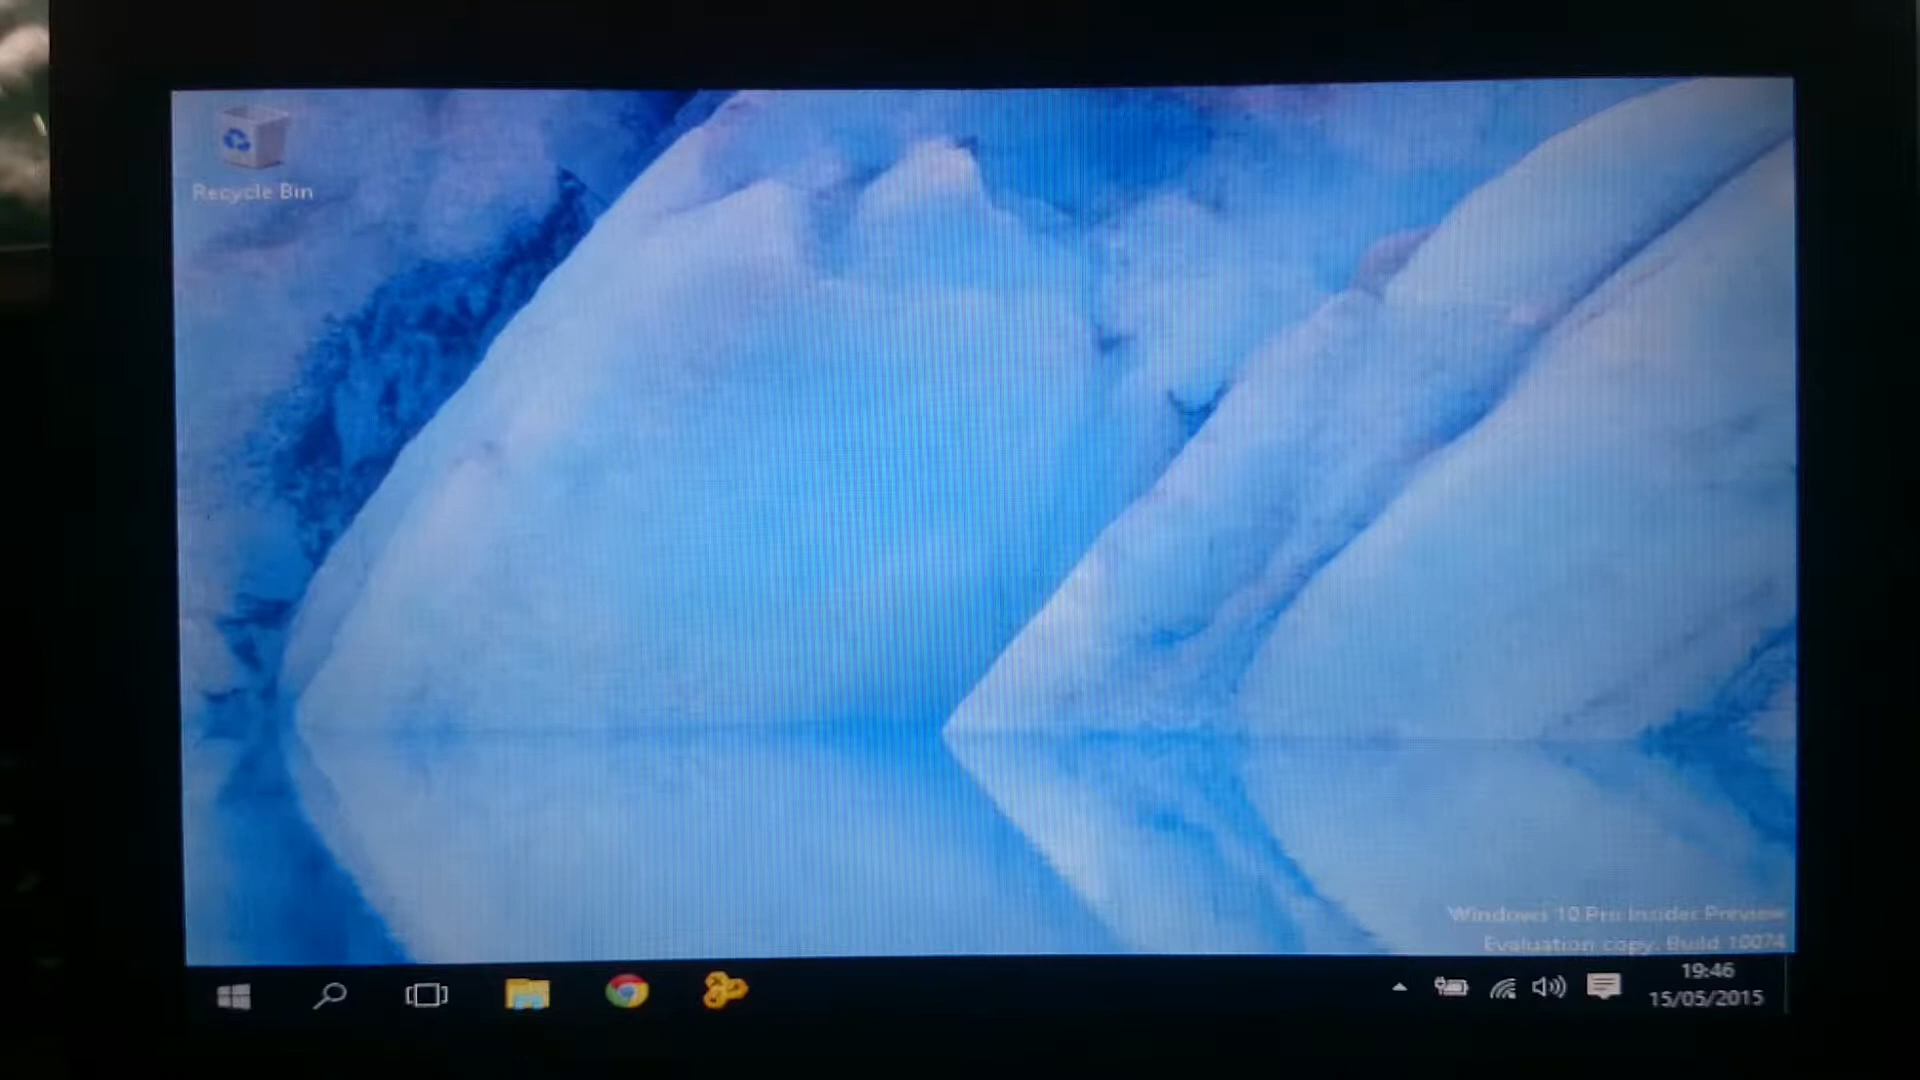 Recycle Bin
Windows 10 Pro Insider Preview
Evaluation copy. Build 10074
19:46
15/05/2015